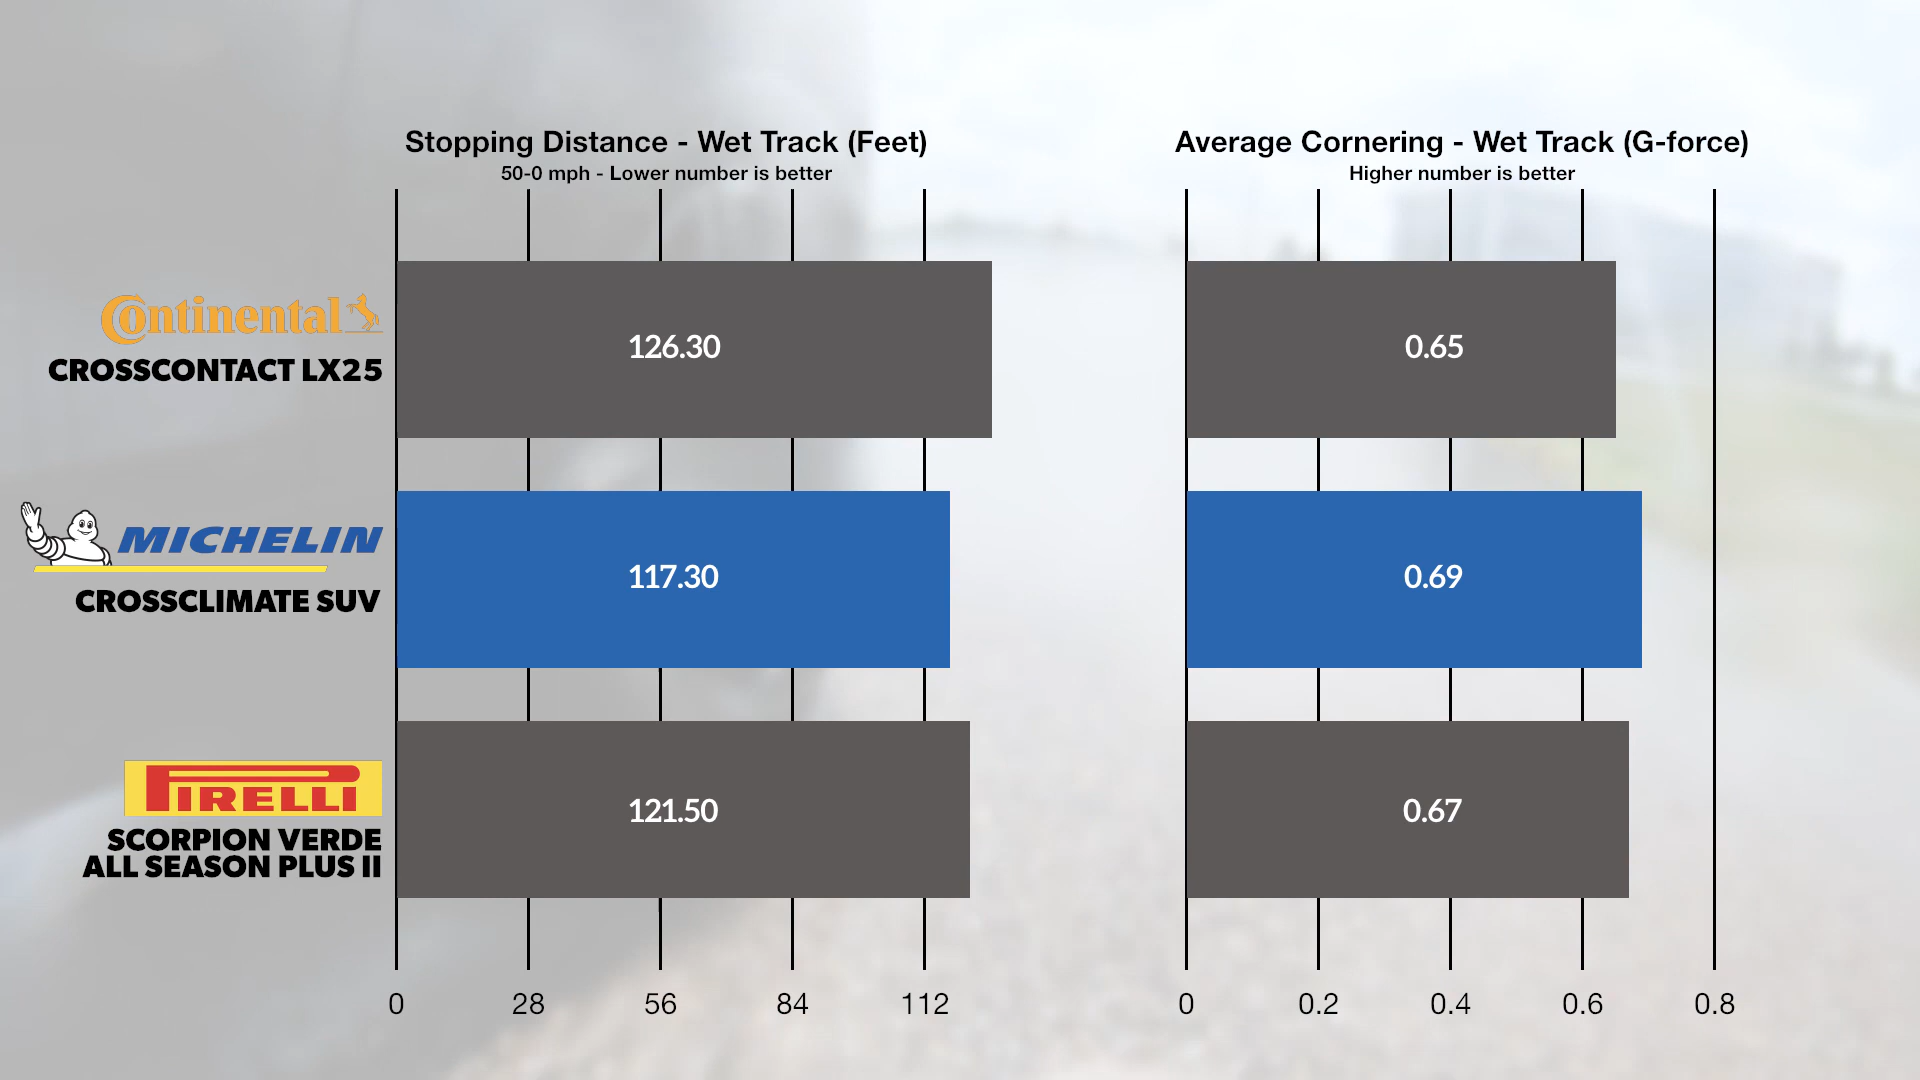 Stopping Distance - Wet Track (Feet)
50-0 mph - Lower number is better
Continental
CROSSCONTACT LX25
126.30
MICHELIN
CROSSCLIMATE SUV
117.30
PIRELLI
SCORPION VERDE
ALL SEASON PLUS II
121.50
0 28 56 84 112
Average Cornering - Wet Track (G-force)
Higher number is better
0.65
0.69
0.67
0 0.2 0.4 0.6 0.8